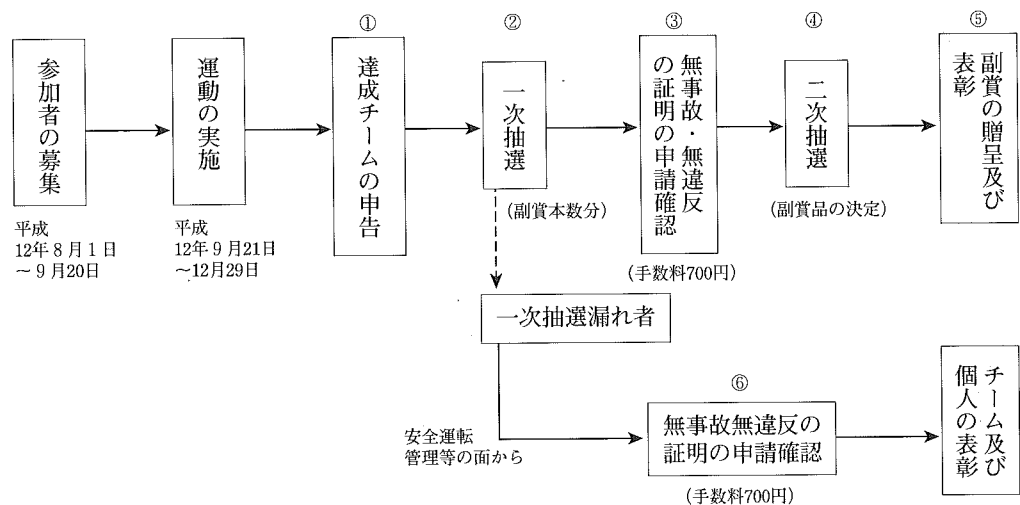 参加者の募集
平成
12年8月1日
～9月20日
運動の実施
平成
12年9月21日
～12月29日
①
達成チームの申告
②
一次抽選
(副賞本数分)
③
無事故・無違反
の証明の申請確認
(手数料700円)
④
二次抽選
(副賞品の決定)
⑤
副賞の贈呈及び
表彰
一次抽選漏れ者
安全運転
管理等の面から
⑥
無事故無違反の
証明の申請確認
(手数料700円)
チーム及び
個人の表彰